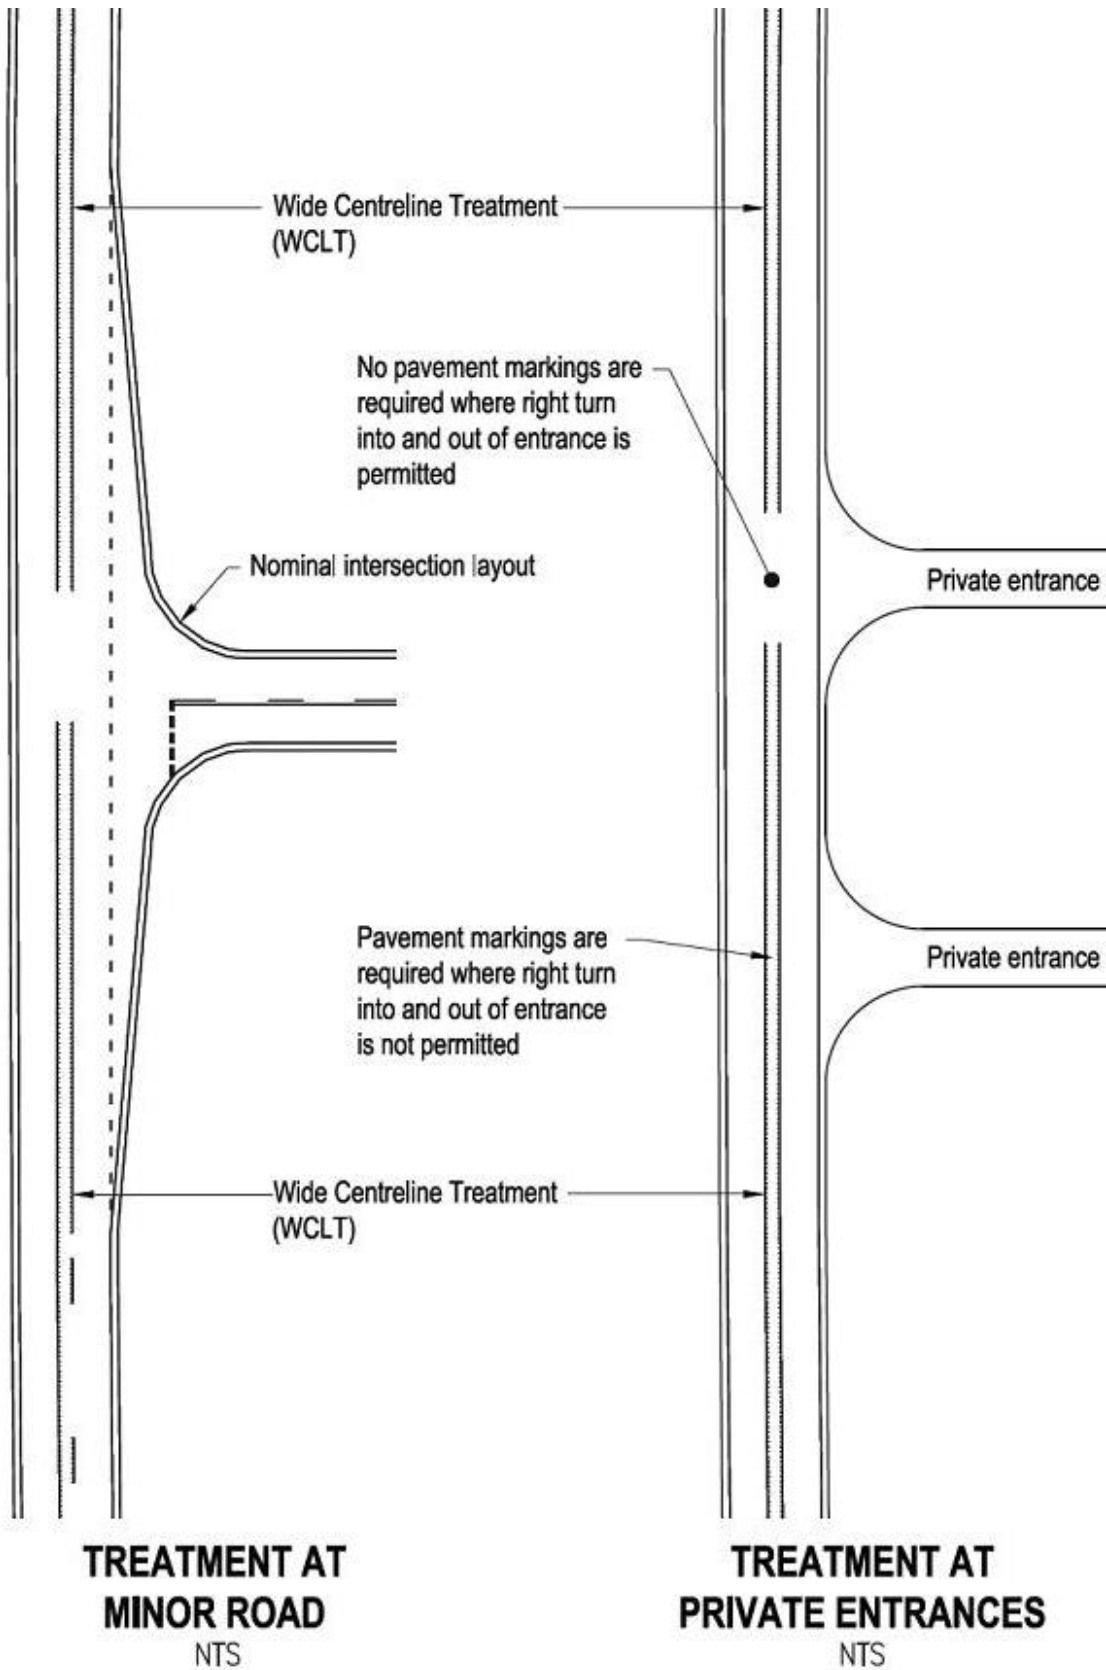 Wide Centreline Treatment
(WCLT)
No pavement markings are
required where right turn
into and out of entrance is
permitted
Nominal intersection layout
Private entrance
Pavement markings are
required where right turn
into and out of entrance
is not permitted
Private entrance
Wide Centreline Treatment
(WCLT)
TREATMENT AT
MINOR ROAD
NTS
TREATMENT AT
PRIVATE ENTRANCES
NTS